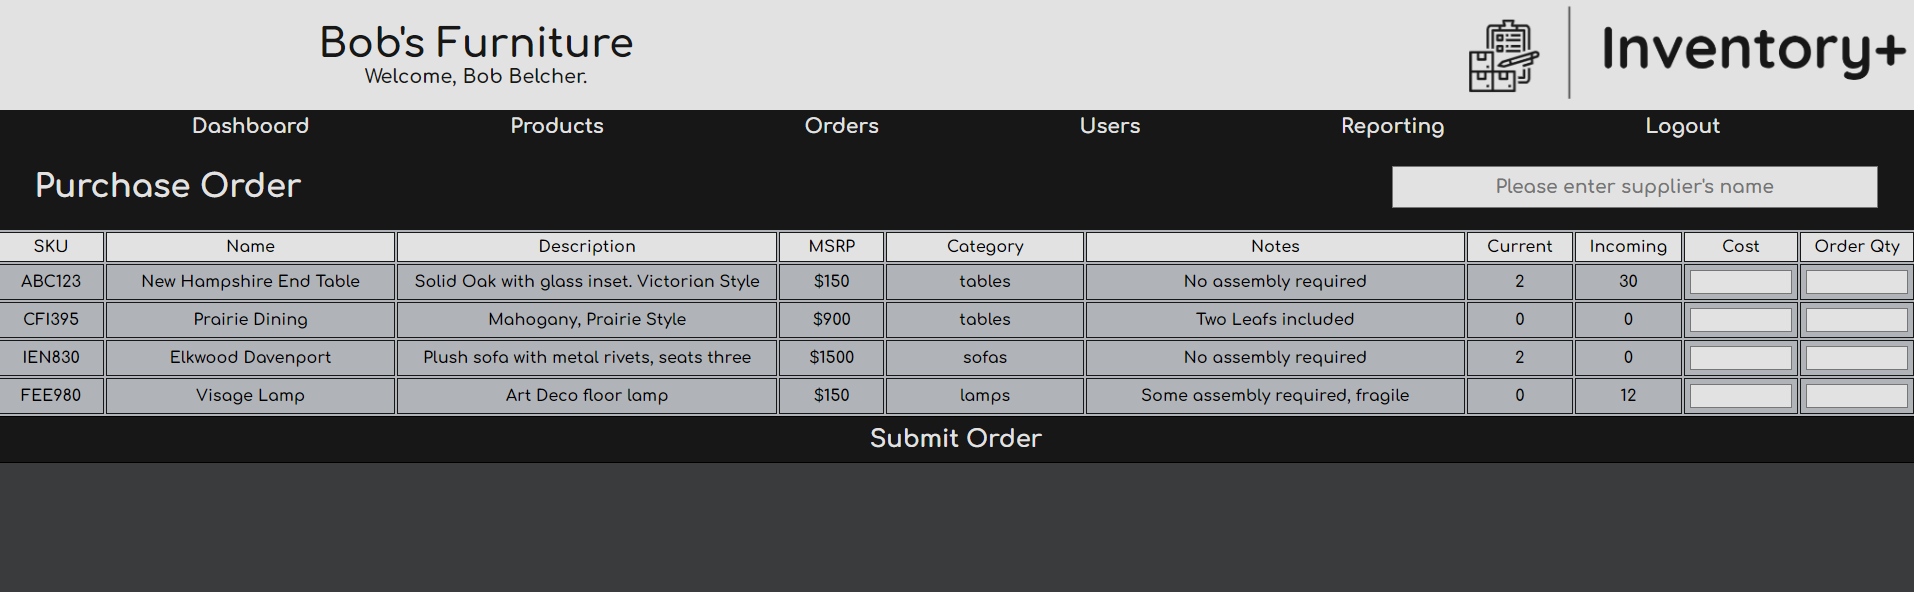 Bob's Furniture
Welcome, Bob Belcher.
Inventory+
Dashboard Products Orders Users Reporting Logout
Purchase Order
Please enter supplier's name
SKU Name Description MSRP Category Notes Current Incoming Cost Order Qty
ABC123 New Hampshire End Table Solid Oak with glass inset. Victorian Style $150 tables No assembly required 2 30
CFI395 Prairie Dining Mahogany, Prairie Style $900 tables Two Leafs included 0 0
IEN830 Elkwood Davenport Plush sofa with metal rivets, seats three $1500 sofas No assembly required 2 0
FEE980 Visage Lamp Art Deco floor lamp $150 lamps Some assembly required, fragile 0 12
Submit Order